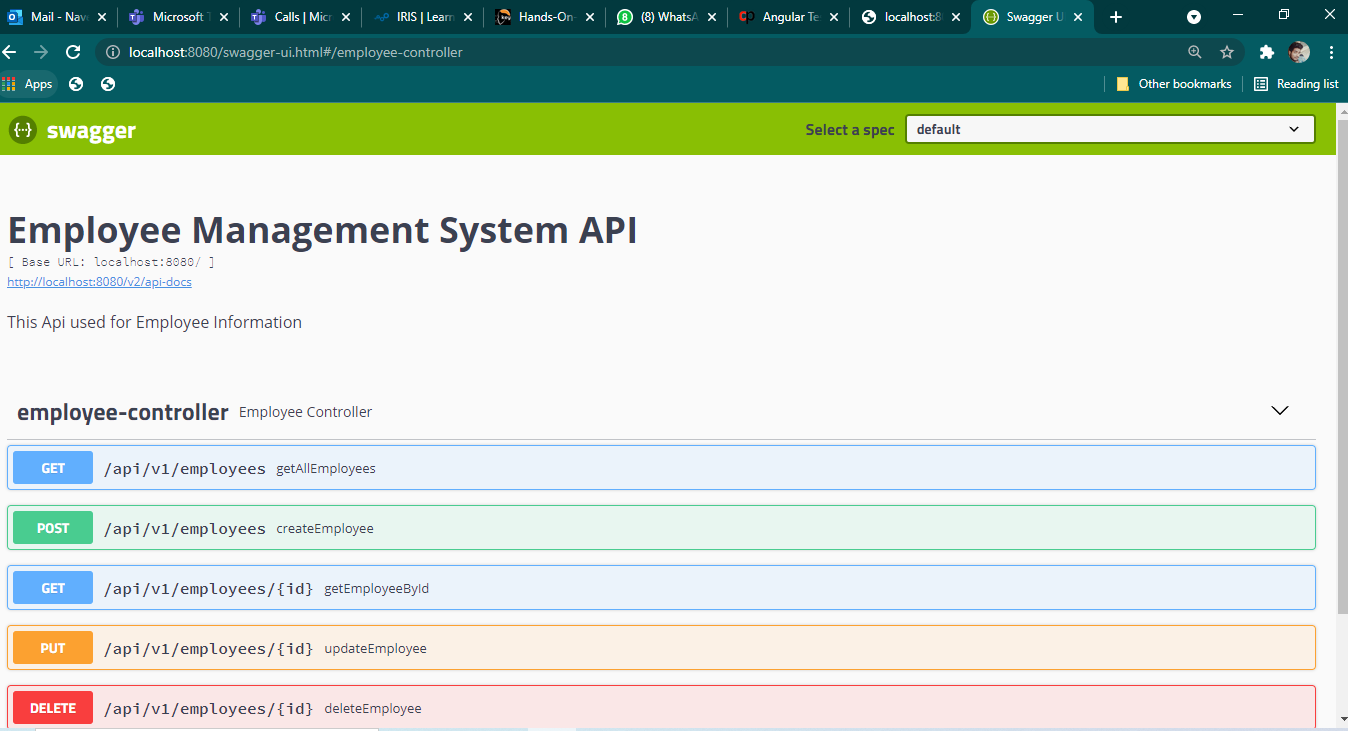 Mail - Nav
Microsoft T
Calls | Micr
IRIS | Learn
Hands-On
(8) WhatsA
Angular Te
localhost:8
Swagger U
localhost:8080/swagger-ui.html#/employee-controller
Apps
Other bookmarks
Reading list
swagger
Select a spec
default
Employee Management System API
[ Base URL: localhost:8080/ ]
http://localhost:8080/v2/api-docs
This Api used for Employee Information
employee-controller Employee Controller
GET /api/v1/employees getAllEmployees
POST /api/v1/employees createEmployee
GET /api/v1/employees/{id} getEmployeeById
PUT /api/v1/employees/{id} updateEmployee
DELETE /api/v1/employees/{id} deleteEmployee